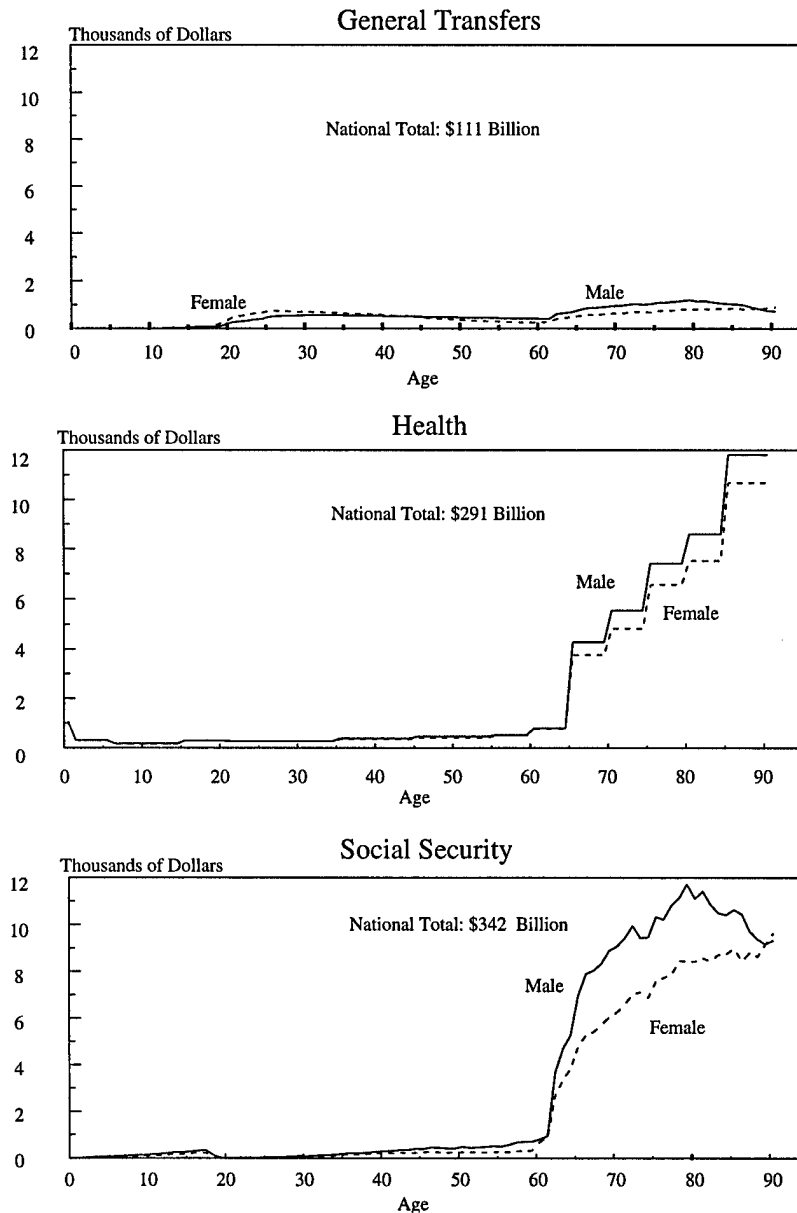 General Transfers
Thousands of Dollars
12
10
8
6
4
2
0
National Total: $111 Billion
Female
Male
0 10 20 30 40 50 60 70 80 90
Age
Health
Thousands of Dollars
12
10
8
6
4
2
0
National Total: $291 Billion
Male
Female
0 10 20 30 40 50 60 70 80 90
Age
Social Security
Thousands of Dollars
12
10
8
6
4
2
0
National Total: $342 Billion
Male
Female
0 10 20 30 40 50 60 70 80 90
Age